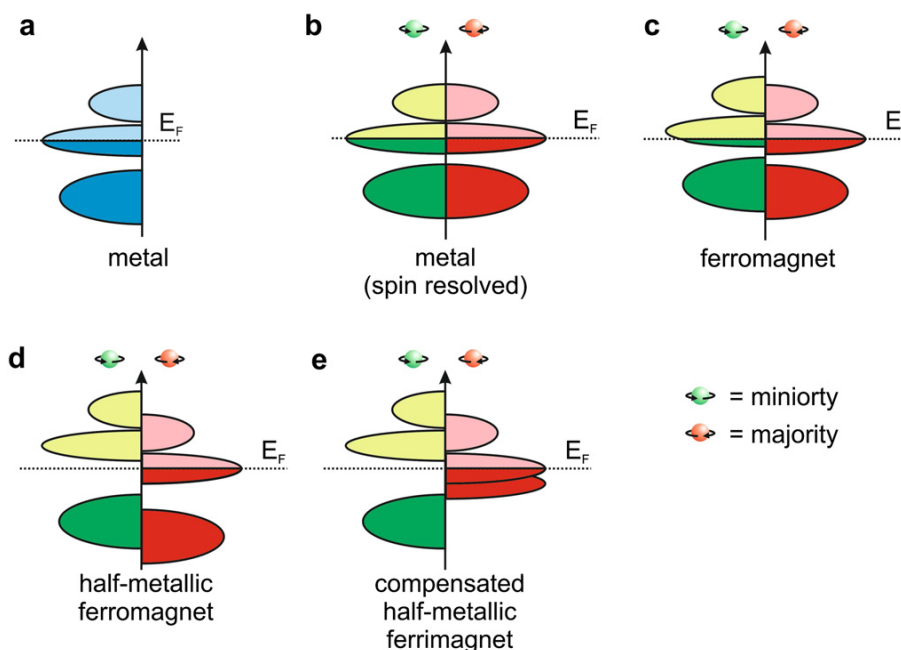 a
E_F
metal
b
E_F
metal
(spin resolved)
c
E
ferromagnet
d
E_F
half-metallic
ferromagnet
e
E_F
compensated
half-metallic
ferrimagnet
= miniorty
= majority